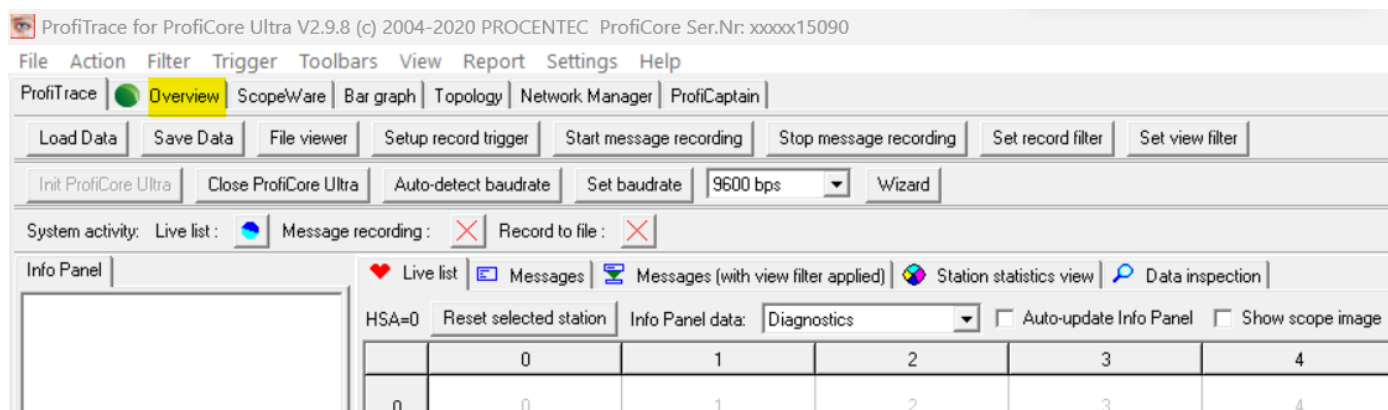 ProfiTrace for ProfiCore Ultra V2.9.8 (c) 2004-2020 PROCENTEC ProfiCore Ser.Nr: xxxxx15090
File Action Filter Trigger Toolbars View Report Settings Help
ProfiTrace Overview ScopeWare Bar graph Topology Network Manager ProfiCaptain
Load Data Save Data File viewer Setup record trigger Start message recording Stop message recording Set record filter Set view filter
Init ProfiCore Ultra Close ProfiCore Ultra Auto-detect baudrate Set baudrate 9600 bps Wizard
System activity: Live list : Message recording : Record to file :
Info Panel Live list Messages Messages (with view filter applied) Station statistics view Data inspection
HSA=0 Reset selected station Info Panel data: Diagnostics Auto-update Info Panel Show scope image
0 1 2 3 4
0 0 1 2 3 4